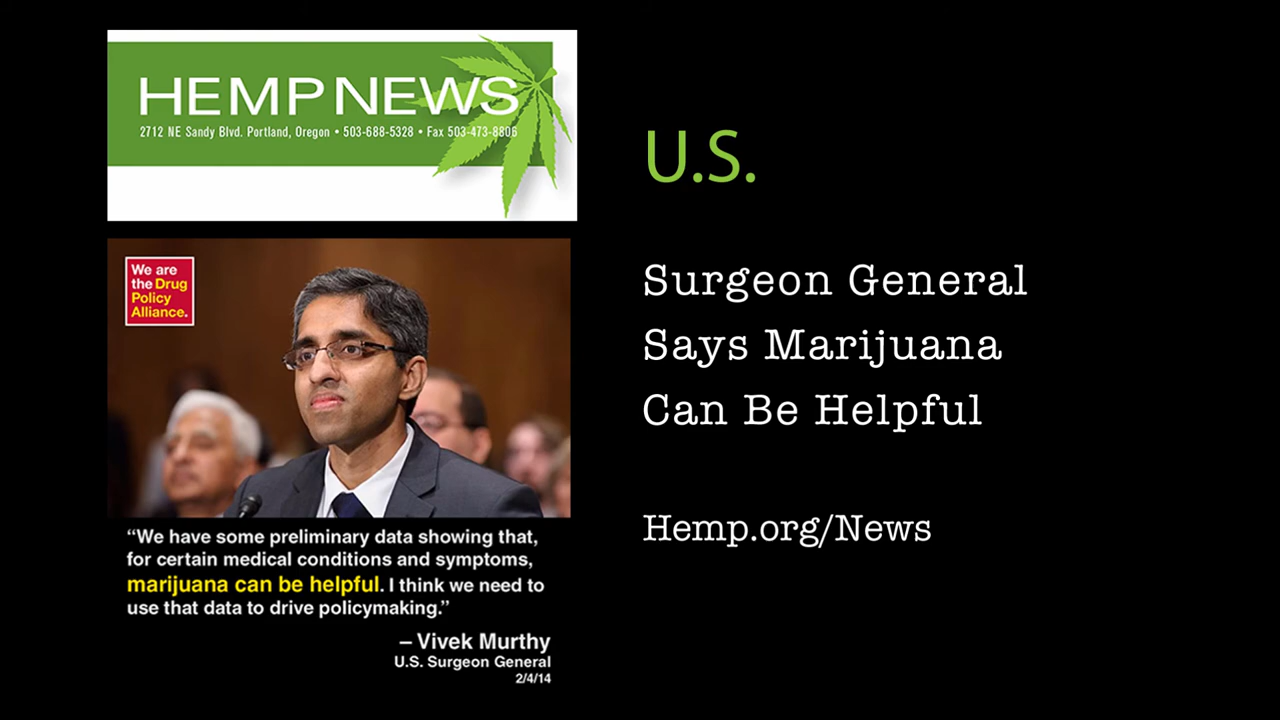 HEMP NEWS
2712 NE Sandy Blvd. Portland, Oregon • 503-688-5328 • Fax 503-473-8806
We are
the Drug
Policy
Alliance.
“We have some preliminary data showing that,
for certain medical conditions and symptoms,
marijuana can be helpful. I think we need to
use that data to drive policymaking.”
– Vivek Murthy
U.S. Surgeon General
2/4/14
U.S.
Surgeon General
Says Marijuana
Can Be Helpful
Hemp.org/News